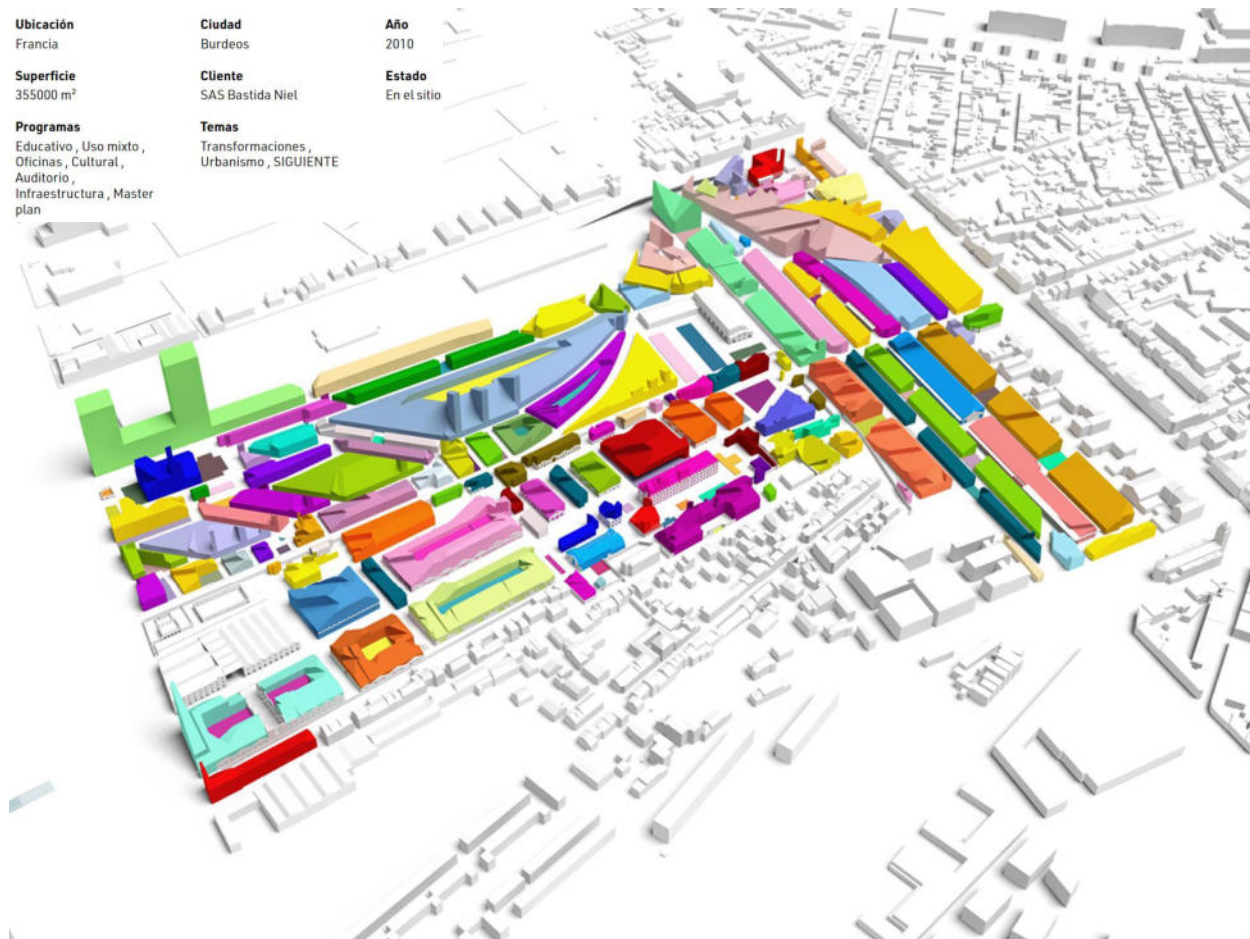 Ubicación
Francia
Ciudad
Burdeos
Año
2010
Superficie
355000 m²
Cliente
SAS Bastida Niel
Estado
En el sitio
Programas
Educativo , Uso mixto ,
Oficinas , Cultural ,
Auditorio ,
Infraestructura , Master
plan
Temas
Transformaciones ,
Urbanismo , SIGUIENTE